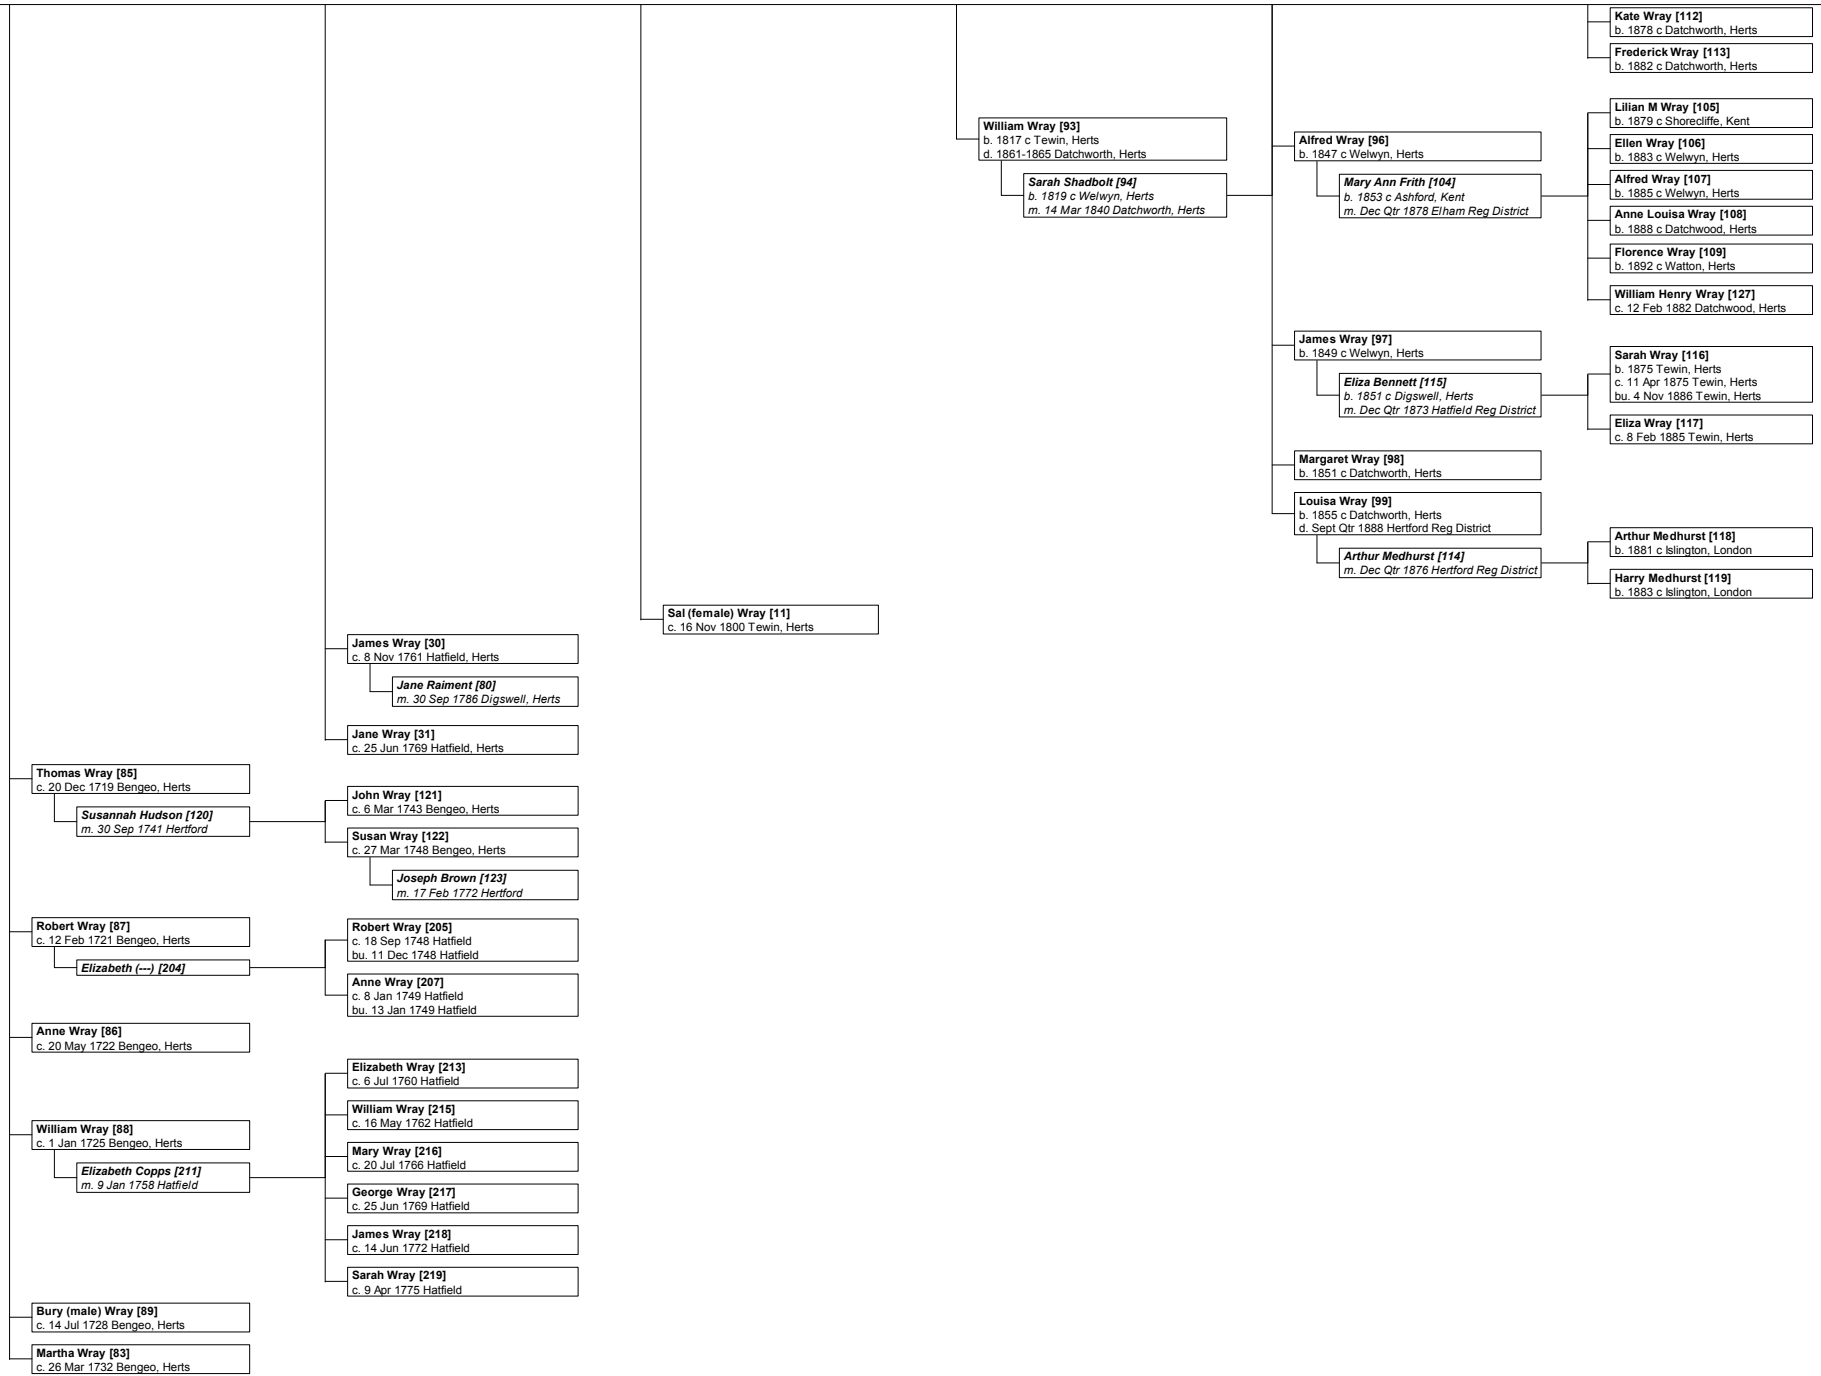 Kate Wray [112]
b. 1878 c Datchworth, Herts
Frederick Wray [113]
b. 1882 c Datchworth, Herts
William Wray [93]
b. 1817 c Tewin, Herts
d. 1861-1865 Datchworth, Herts
Sarah Shadbolt [94]
b. 1819 c Welwyn, Herts
m. 14 Mar 1840 Datchworth, Herts
Alfred Wray [96]
b. 1847 c Welwyn, Herts
Mary Ann Frith [104]
b. 1853 c Ashford, Kent
m. Dec Qtr 1878 Elham Reg District
Lilian M Wray [105]
b. 1879 c Shorecliffe, Kent
Ellen Wray [106]
b. 1883 c Welwyn, Herts
Alfred Wray [107]
b. 1885 c Welwyn, Herts
Anne Louisa Wray [108]
b. 1888 c Datchwood, Herts
Florence Wray [109]
b. 1892 c Watton, Herts
William Henry Wray [127]
c. 12 Feb 1882 Datchwood, Herts
James Wray [97]
b. 1849 c Welwyn, Herts
Eliza Bennett [115]
b. 1851 c Digswell, Herts
m. Dec Qtr 1873 Hatfield Reg District
Sarah Wray [116]
b. 1875 Tewin, Herts
c. 11 Apr 1875 Tewin, Herts
bu. 4 Nov 1886 Tewin, Herts
Eliza Wray [117]
c. 8 Feb 1885 Tewin, Herts
Margaret Wray [98]
b. 1851 c Datchworth, Herts
Louisa Wray [99]
b. 1855 c Datchworth, Herts
d. Sept Qtr 1888 Hertford Reg District
Arthur Medhurst [114]
m. Dec Qtr 1876 Hertford Reg District
Arthur Medhurst [118]
b. 1881 c Islington, London
Harry Medhurst [119]
b. 1883 c Islington, London
Sal (female) Wray [11]
c. 16 Nov 1800 Tewin, Herts
James Wray [30]
c. 8 Nov 1761 Hatfield, Herts
Jane Raiment [80]
m. 30 Sep 1786 Digswell, Herts
Jane Wray [31]
c. 25 Jun 1769 Hatfield, Herts
Thomas Wray [85]
c. 20 Dec 1719 Bengeo, Herts
Susannah Hudson [120]
m. 30 Sep 1741 Hertford
John Wray [121]
c. 6 Mar 1743 Bengeo, Herts
Susan Wray [122]
c. 27 Mar 1748 Bengeo, Herts
Joseph Brown [123]
m. 17 Feb 1772 Hertford
Robert Wray [87]
c. 12 Feb 1721 Bengeo, Herts
Elizabeth (---) [204]
Robert Wray [205]
c. 18 Sep 1748 Hatfield
bu. 11 Dec 1748 Hatfield
Anne Wray [207]
c. 8 Jan 1749 Hatfield
bu. 13 Jan 1749 Hatfield
Anne Wray [86]
c. 20 May 1722 Bengeo, Herts
William Wray [88]
c. 1 Jan 1725 Bengeo, Herts
Elizabeth Copps [211]
m. 9 Jan 1758 Hatfield
Elizabeth Wray [213]
c. 6 Jul 1760 Hatfield
William Wray [215]
c. 16 May 1762 Hatfield
Mary Wray [216]
c. 20 Jul 1766 Hatfield
George Wray [217]
c. 25 Jun 1769 Hatfield
James Wray [218]
c. 14 Jun 1772 Hatfield
Sarah Wray [219]
c. 9 Apr 1775 Hatfield
Bury (male) Wray [89]
c. 14 Jul 1728 Bengeo, Herts
Martha Wray [83]
c. 26 Mar 1732 Bengeo, Herts